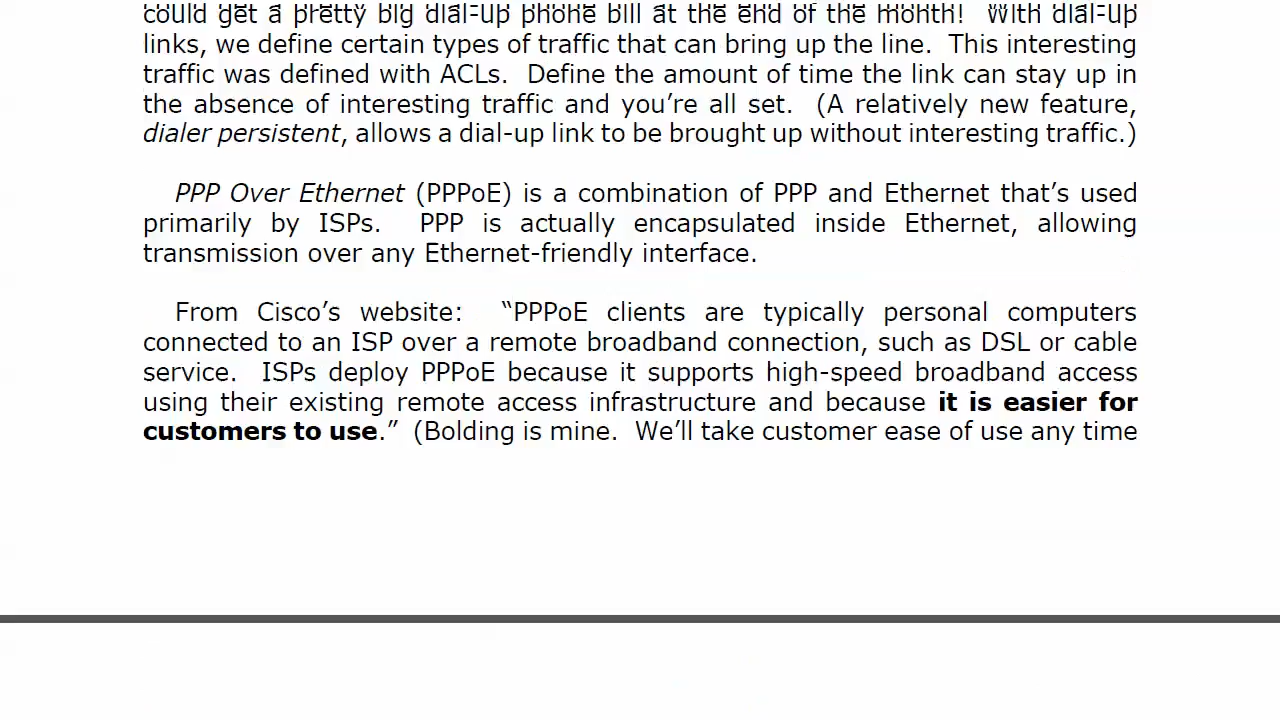 could get a pretty big dial-up phone bill at the end of the month!  With dial-up
links, we define certain types of traffic that can bring up the line.  This interesting
traffic was defined with ACLs.  Define the amount of time the link can stay up in
the absence of interesting traffic and you’re all set.  (A relatively new feature,
dialer persistent, allows a dial-up link to be brought up without interesting traffic.)
PPP Over Ethernet (PPPoE) is a combination of PPP and Ethernet that’s used
primarily by ISPs.  PPP is actually encapsulated inside Ethernet, allowing
transmission over any Ethernet-friendly interface.
From Cisco’s website:  “PPPoE clients are typically personal computers
connected to an ISP over a remote broadband connection, such as DSL or cable
service.  ISPs deploy PPPoE because it supports high-speed broadband access
using their existing remote access infrastructure and because it is easier for
customers to use.”  (Bolding is mine.  We’ll take customer ease of use any time